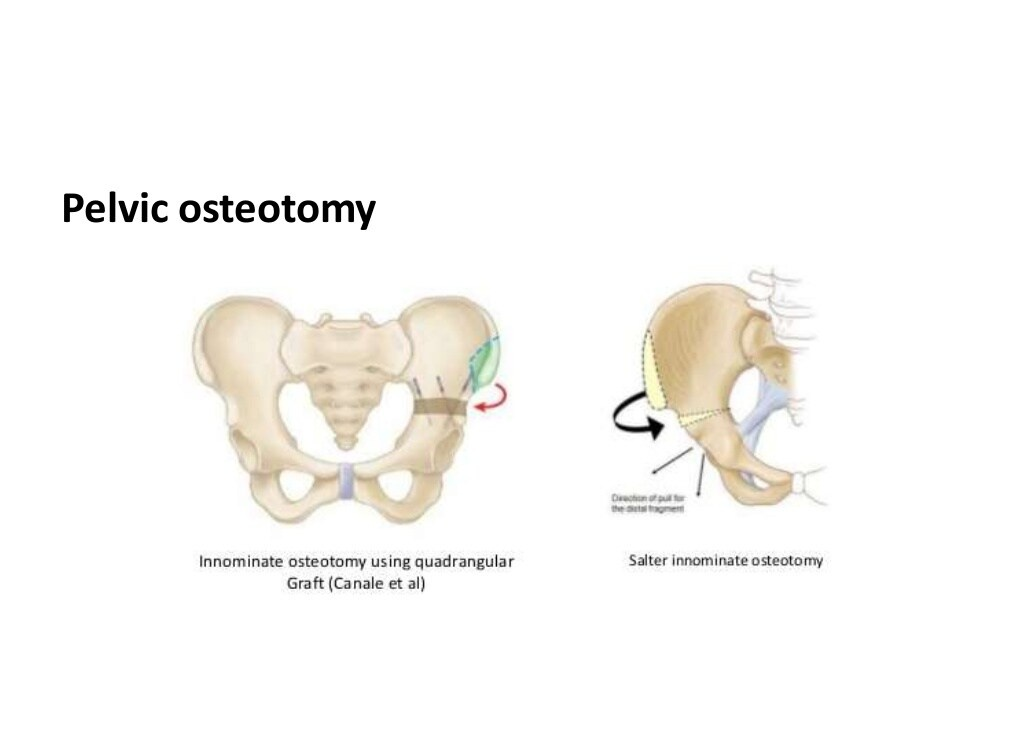 Pelvic osteotomy
Direction of pull for
the distal fragment
Innominate osteotomy using quadrangular
Graft (Canale et al)
Salter innominate osteotomy